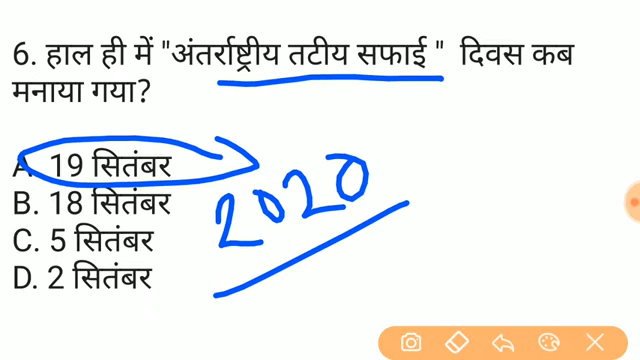 6. हाल ही में "अंतर्राष्ट्रीय तटीय सफाई " दिवस कब
मनाया गया?
A. 19 सितंबर
2020
B. 18 सितंबर
C. 5 सितंबर
D. 2 सितंबर